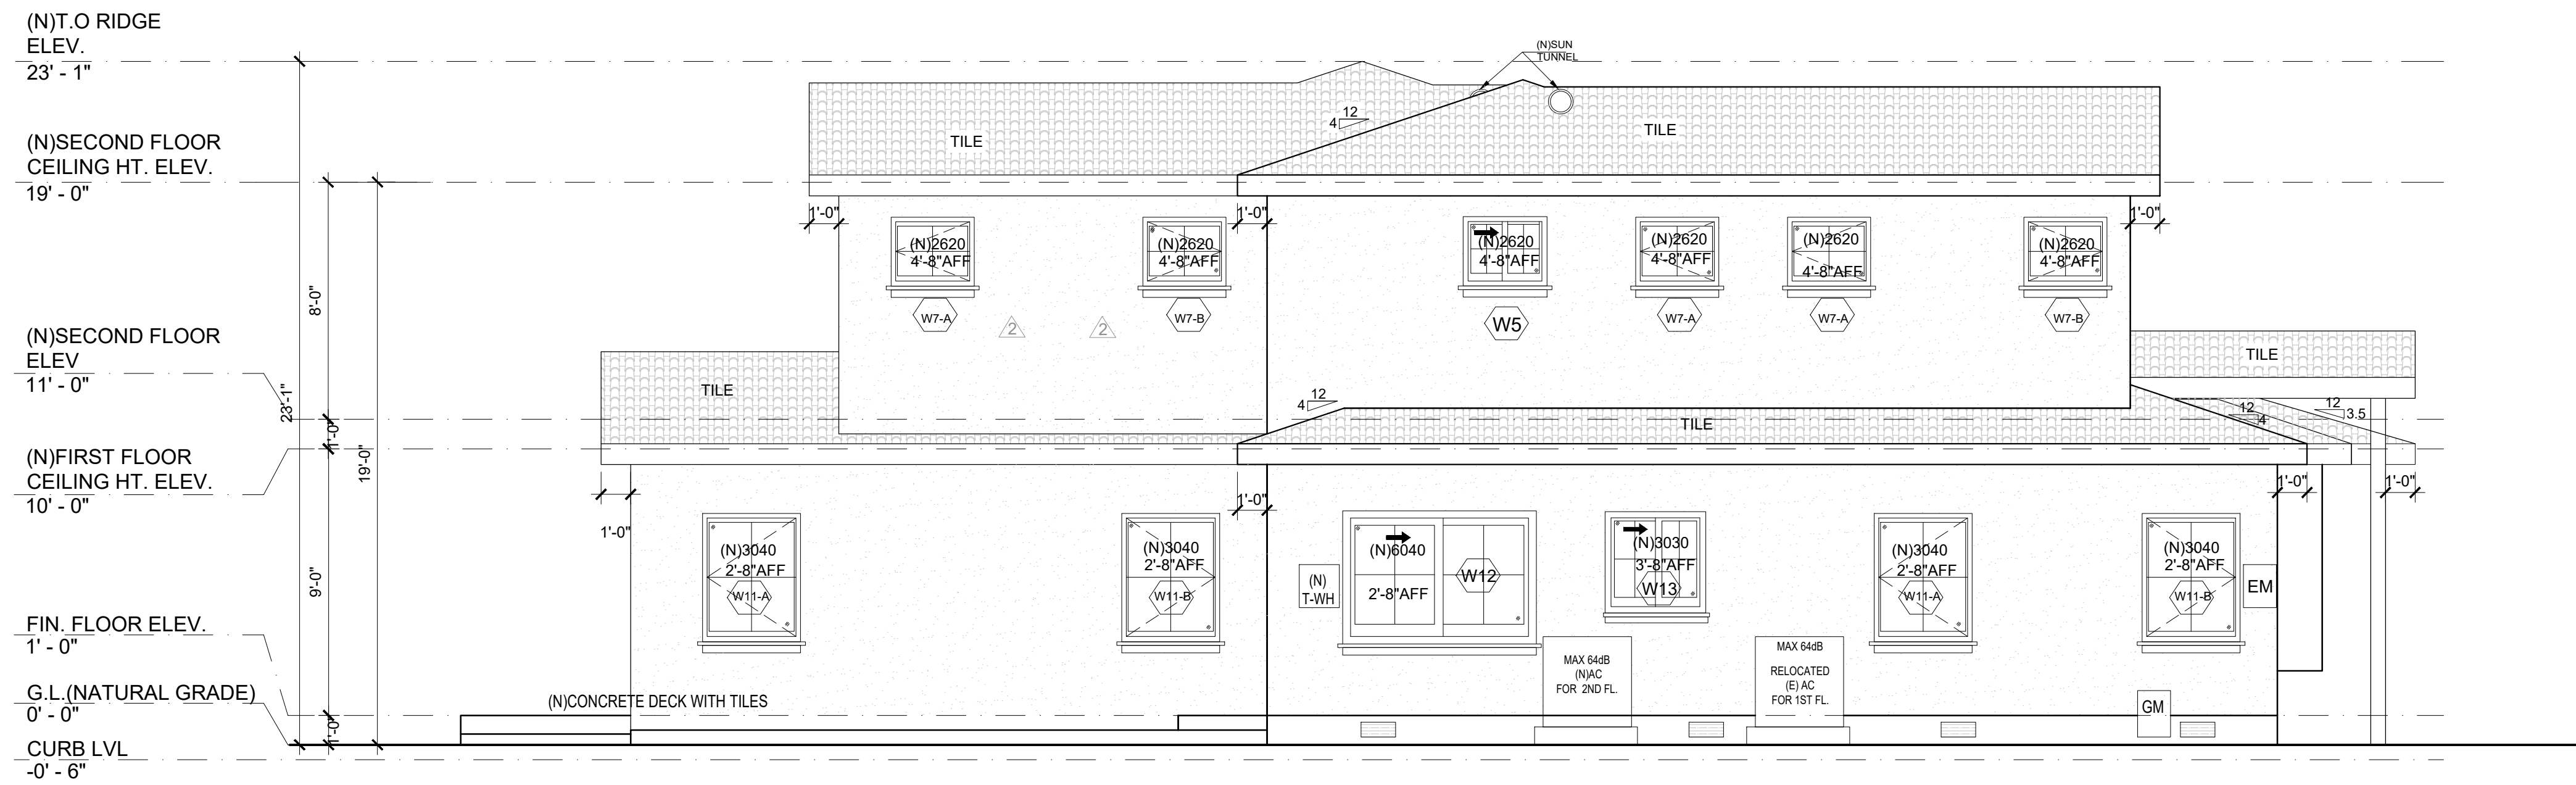 (N)T.O RIDGE
ELEV.
23' - 1"
(N)SECOND FLOOR
CEILING HT. ELEV.
19' - 0"
(N)SECOND FLOOR
ELEV
11' - 0"
(N)FIRST FLOOR
CEILING HT. ELEV.
10' - 0"
FIN. FLOOR ELEV.
1' - 0"
G.L.(NATURAL GRADE)
0' - 0"
CURB LVL
-0' - 6"
23'-1"
8'-0"
1'-0"
9'-0"
1'-0"
19'-0"
(N)SUN
TUNNEL
12
4
TILE
TILE
1'-0"
1'-0"
1'-0"
(N)2620
4'-8"AFF
W7-A
(N)2620
4'-8"AFF
W7-B
(N)2620
4'-8"AFF
W5
(N)2620
4'-8"AFF
W7-A
(N)2620
4'-8"AFF
W7-A
(N)2620
4'-8"AFF
W7-B
2
2
TILE
12
4
TILE
TILE
12
4
12
3.5
1'-0"
1'-0"
1'-0"
1'-0"
(N)3040
2'-8"AFF
W11-A
(N)3040
2'-8"AFF
W11-B
(N)
T-WH
(N)6040
2'-8"AFF
W12
(N)3030
3'-8"AFF
W13
(N)3040
2'-8"AFF
W11-A
(N)3040
2'-8"AFF
W11-B
EM
MAX 64dB
(N)AC
FOR 2ND FL.
MAX 64dB
RELOCATED
(E) AC
FOR 1ST FL.
GM
(N)CONCRETE DECK WITH TILES